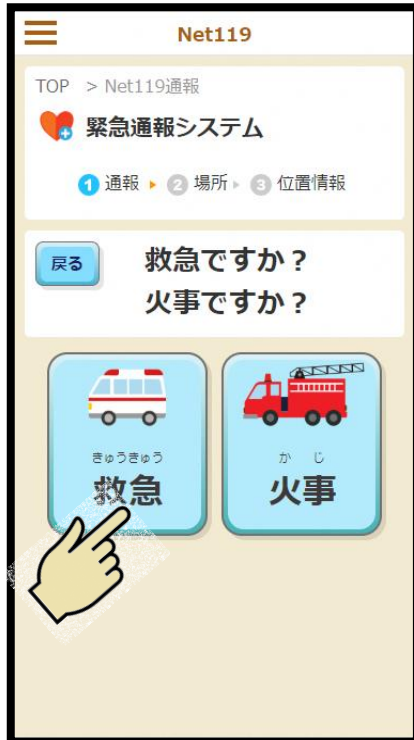 Net119
TOP > Net119通報
緊急通報システム
1 通報 ▶ 2 場所 ▶ 3 位置情報
戻る
救急ですか？
火事ですか？
きゅうきゅう
救急
かじ
火事